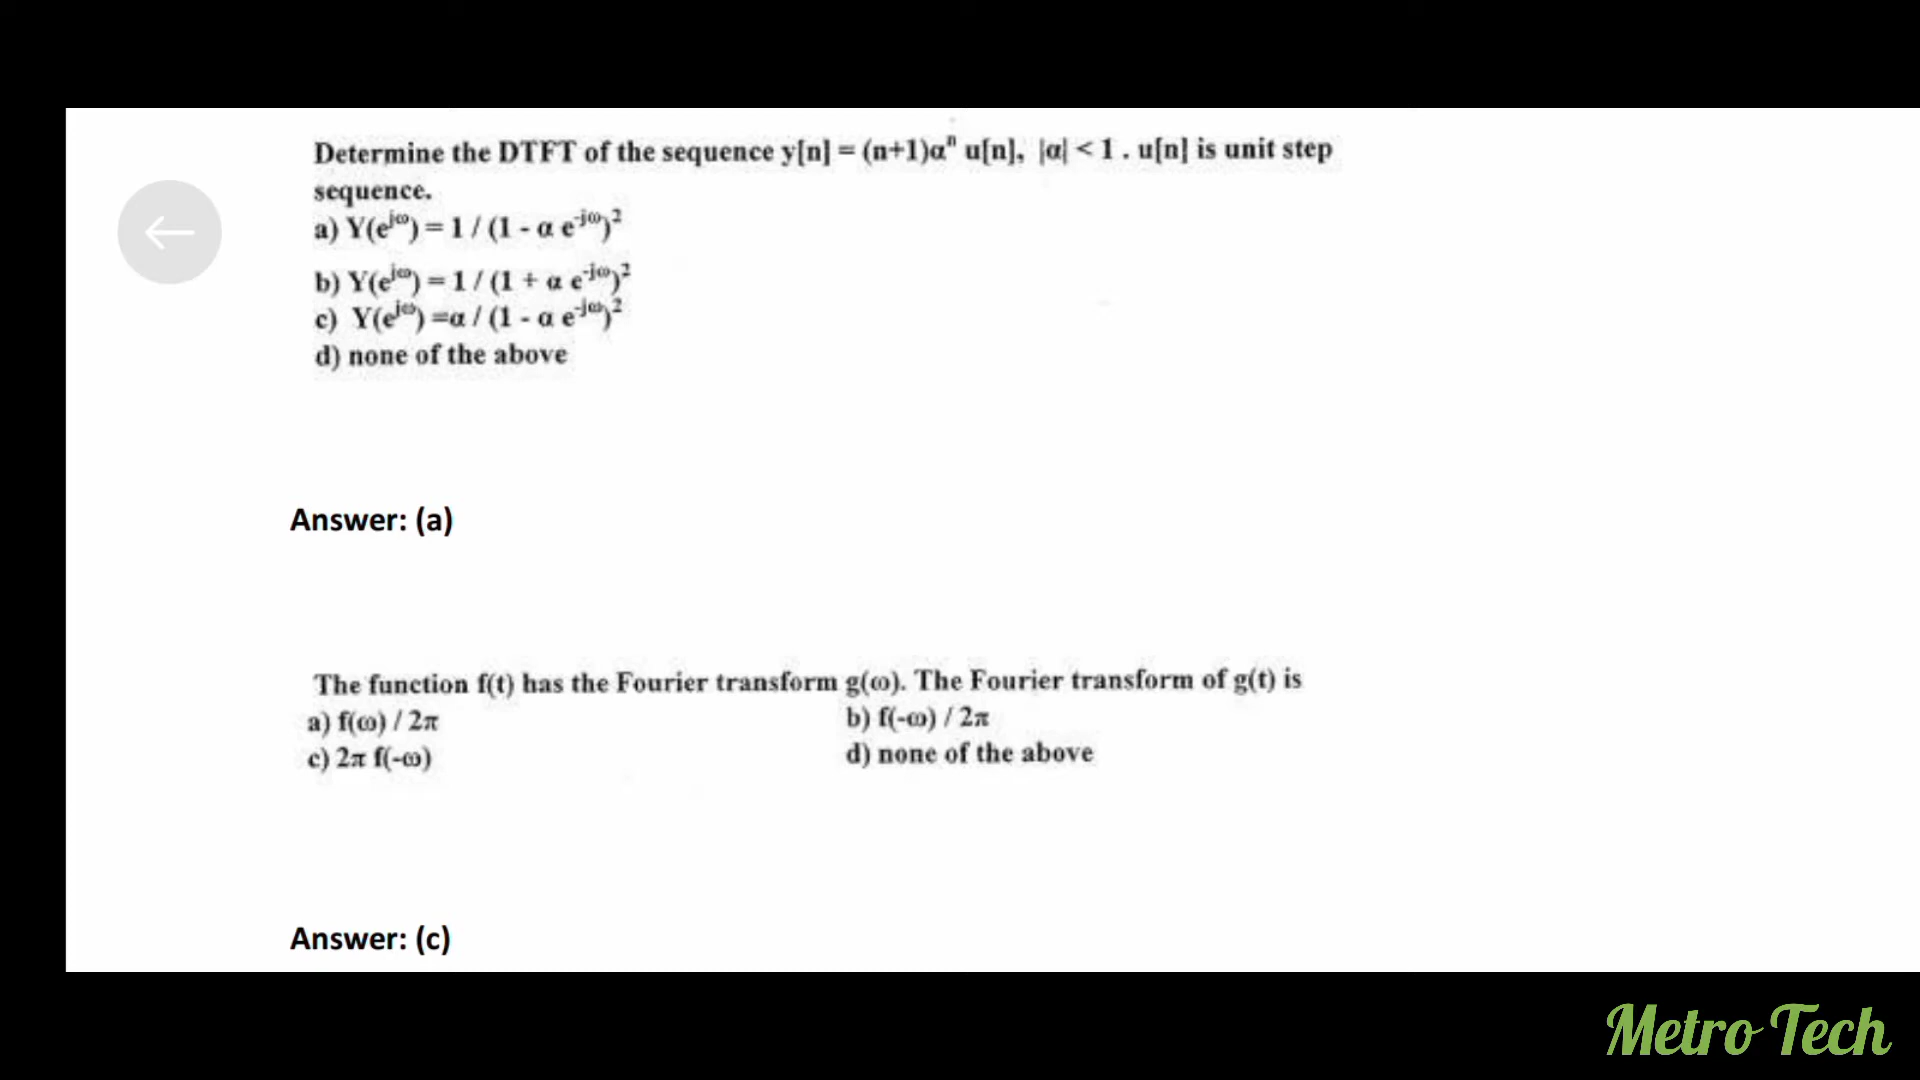 Determine the DTFT of the sequence y[n] = (n+1)αⁿ u[n], |α| < 1 . u[n] is unit step
sequence.
a) Y(e^jω) = 1 / (1 - α e^-jω)²
b) Y(e^jω) = 1 / (1 + α e^-jω)²
c) Y(e^jω) =α / (1 - α e^-jω)²
d) none of the above
Answer: (a)
The function f(t) has the Fourier transform g(ω). The Fourier transform of g(t) is
a) f(ω) / 2π b) f(-ω) / 2π
c) 2π f(-ω) d) none of the above
Answer: (c)
Metro Tech